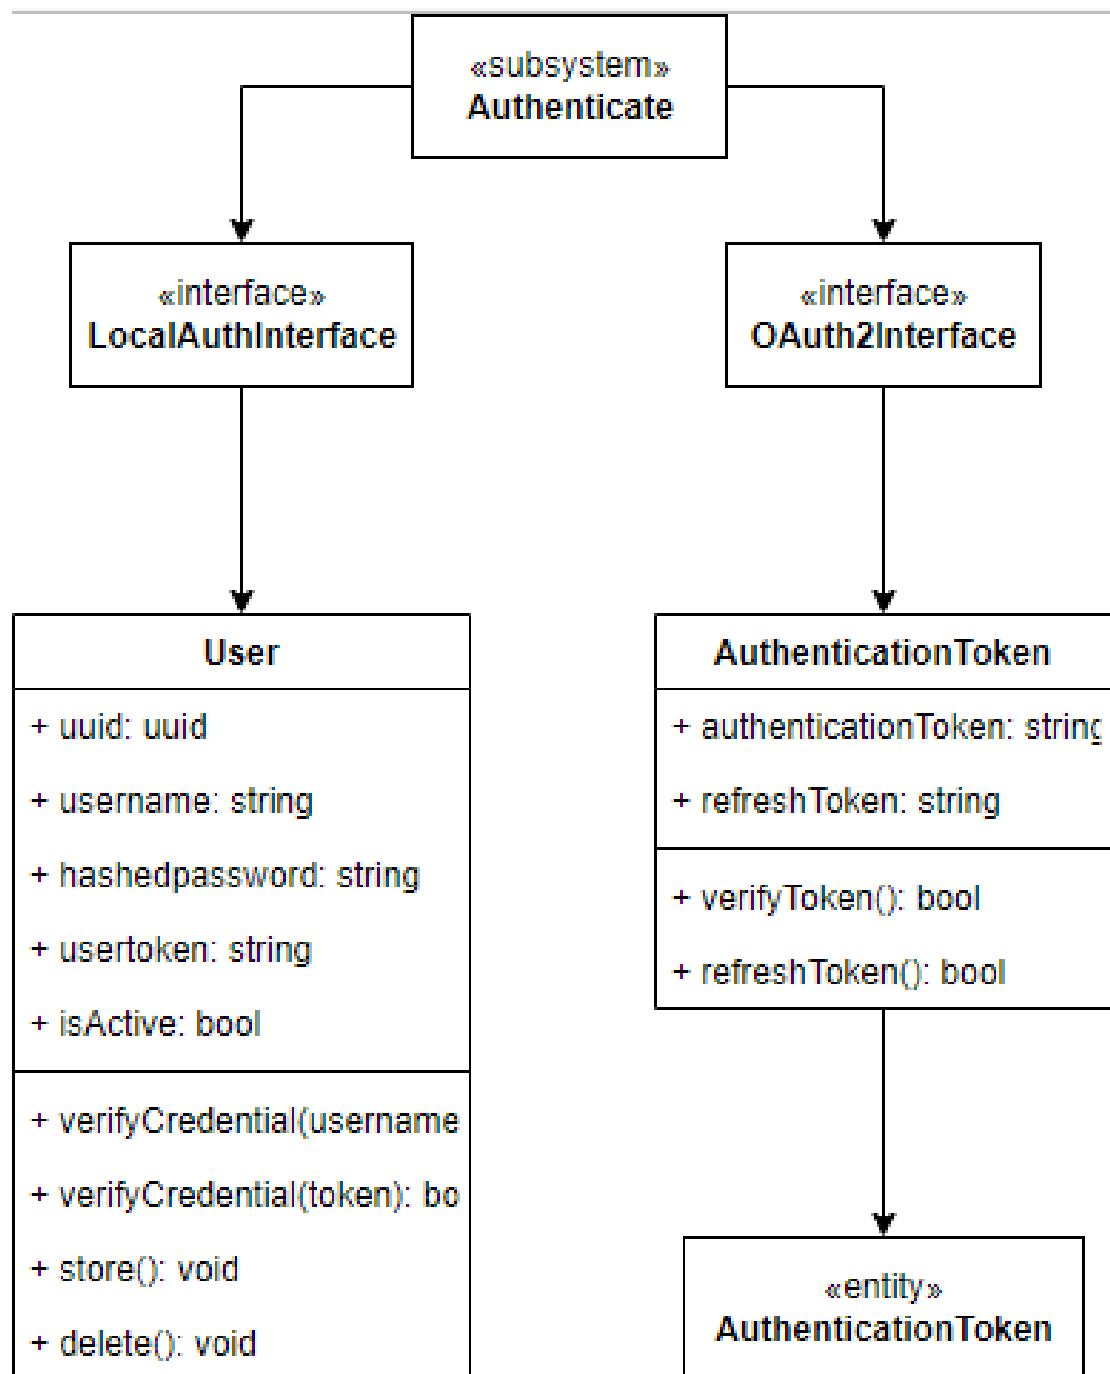 «subsystem»
Authenticate
«interface»
LocalAuthInterface
«interface»
OAuth2Interface
User
+ uuid: uuid
+ username: string
+ hashedpassword: string
+ usertoken: string
+ isActive: bool
+ verifyCredential(username
+ verifyCredential(token): bo
+ store(): void
+ delete(): void
AuthenticationToken
+ authenticationToken: string
+ refreshToken: string
+ verifyToken(): bool
+ refreshToken(): bool
«entity»
AuthenticationToken